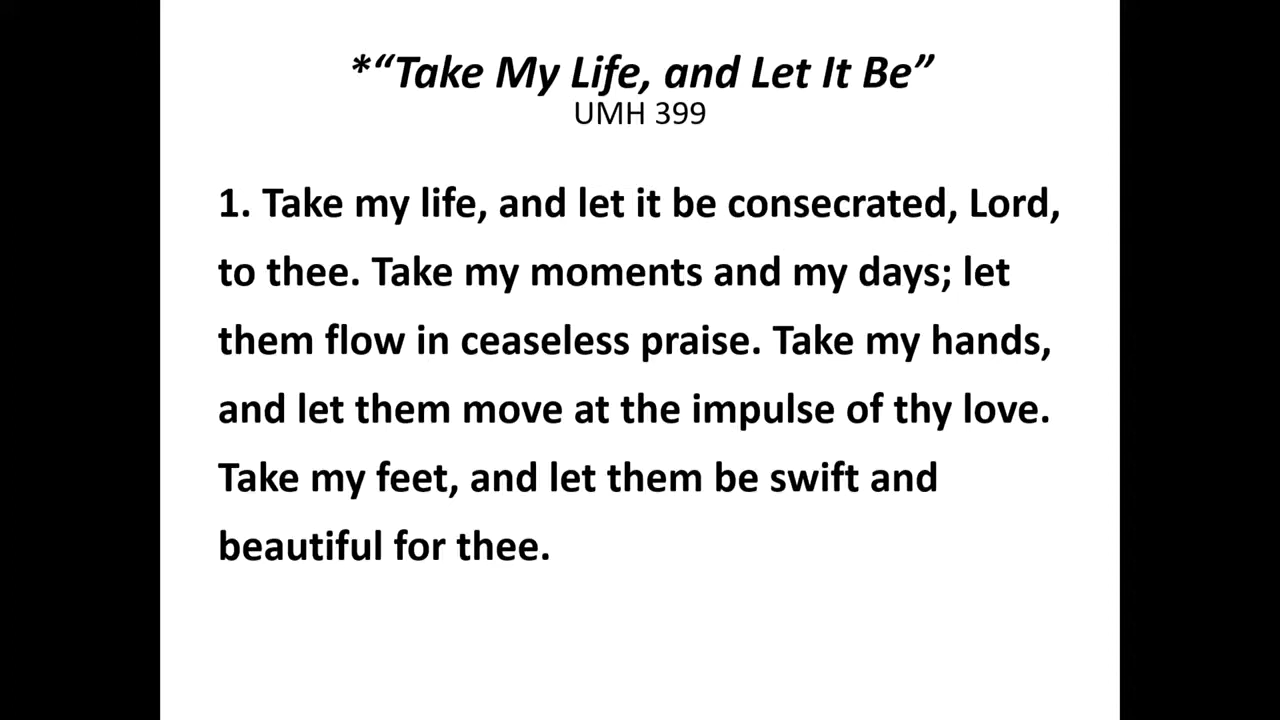 *“Take My Life, and Let It Be”
UMH 399
1. Take my life, and let it be consecrated, Lord,
to thee. Take my moments and my days; let
them flow in ceaseless praise. Take my hands,
and let them move at the impulse of thy love.
Take my feet, and let them be swift and
beautiful for thee.